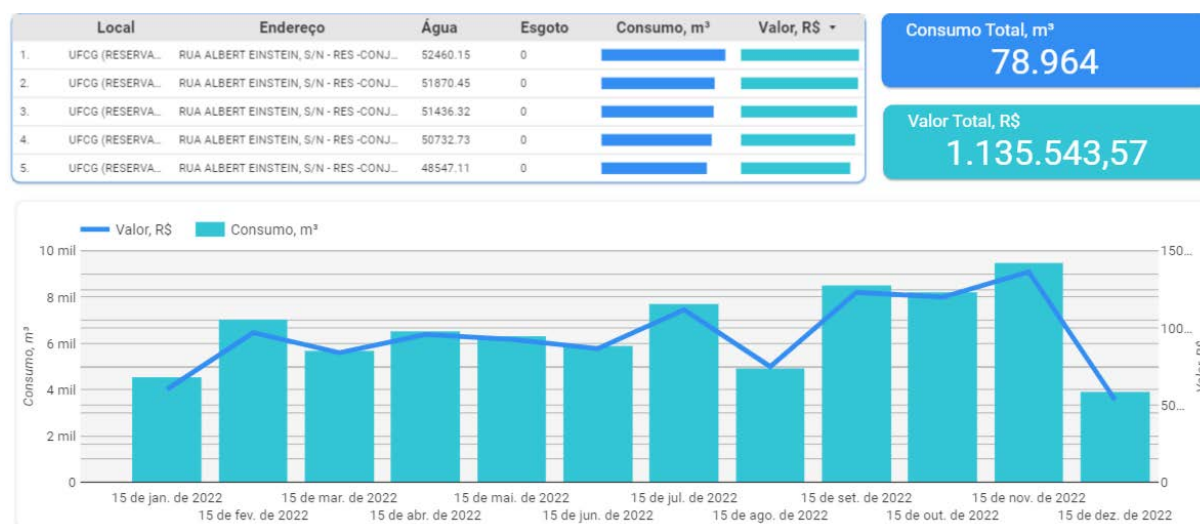 Local Endereço Água Esgoto Consumo, m³ Valor, R$
1. UFCG (RESERVA... RUA ALBERT EINSTEIN, S/N - RES -CONJ... 52460.15 0
2. UFCG (RESERVA... RUA ALBERT EINSTEIN, S/N - RES -CONJ... 51870.45 0
3. UFCG (RESERVA... RUA ALBERT EINSTEIN, S/N - RES -CONJ... 51436.32 0
4. UFCG (RESERVA... RUA ALBERT EINSTEIN, S/N - RES -CONJ... 50732.73 0
5. UFCG (RESERVA... RUA ALBERT EINSTEIN, S/N - RES -CONJ... 48547.11 0
Consumo Total, m³
78.964
Valor Total, R$
1.135.543,57
Valor, R$ Consumo, m³
10 mil
8 mil
6 mil
4 mil
2 mil
0
Consumo, m³
150...
100...
50...
0
Valor, R$
15 de jan. de 2022 15 de mar. de 2022 15 de mai. de 2022 15 de jul. de 2022 15 de set. de 2022 15 de nov. de 2022
15 de fev. de 2022 15 de abr. de 2022 15 de jun. de 2022 15 de ago. de 2022 15 de out. de 2022 15 de dez. de 2022